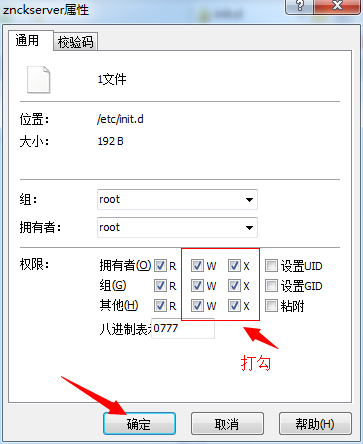 znckserver属性
通用 校验码
1文件
位置： /etc/init.d
大小： 192 B
组： root
拥有者： root
权限： 拥有者(O) R W X 设置UID
组(G) R W X 设置GID
其他(H) R W X 粘附
八进制表 0777
打勾
确定 取消 帮助(H)